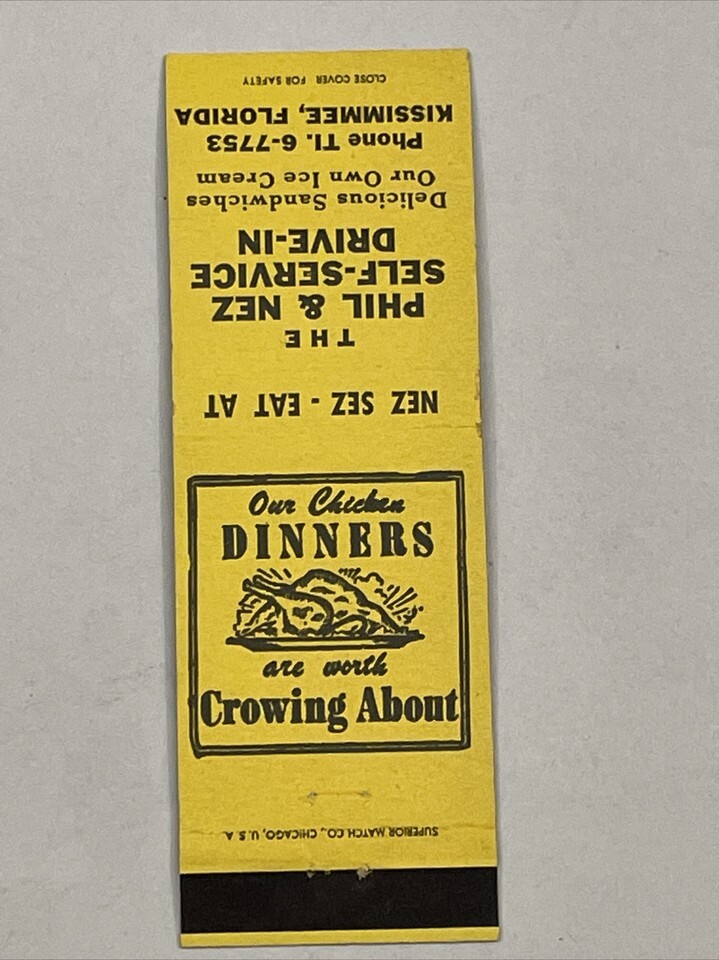 NEZ SEZ - EAT AT
THE
PHIL & NEZ
SELF-SERVICE
DRIVE-IN
Delicious Sandwiches
Our Own Ice Cream
Phone TI. 6-7753
KISSIMMEE, FLORIDA
CLOSE COVER FOR SAFETY
Our Chicken
DINNERS
are worth
Crowing About
SUPERIOR MATCH CO., CHICAGO, U. S. A.